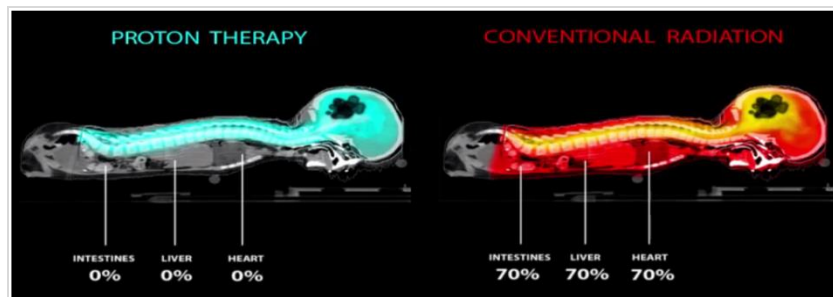 PROTON THERAPY
CONVENTIONAL RADIATION
INTESTINES LIVER HEART
0% 0% 0%
INTESTINES LIVER HEART
70% 70% 70%